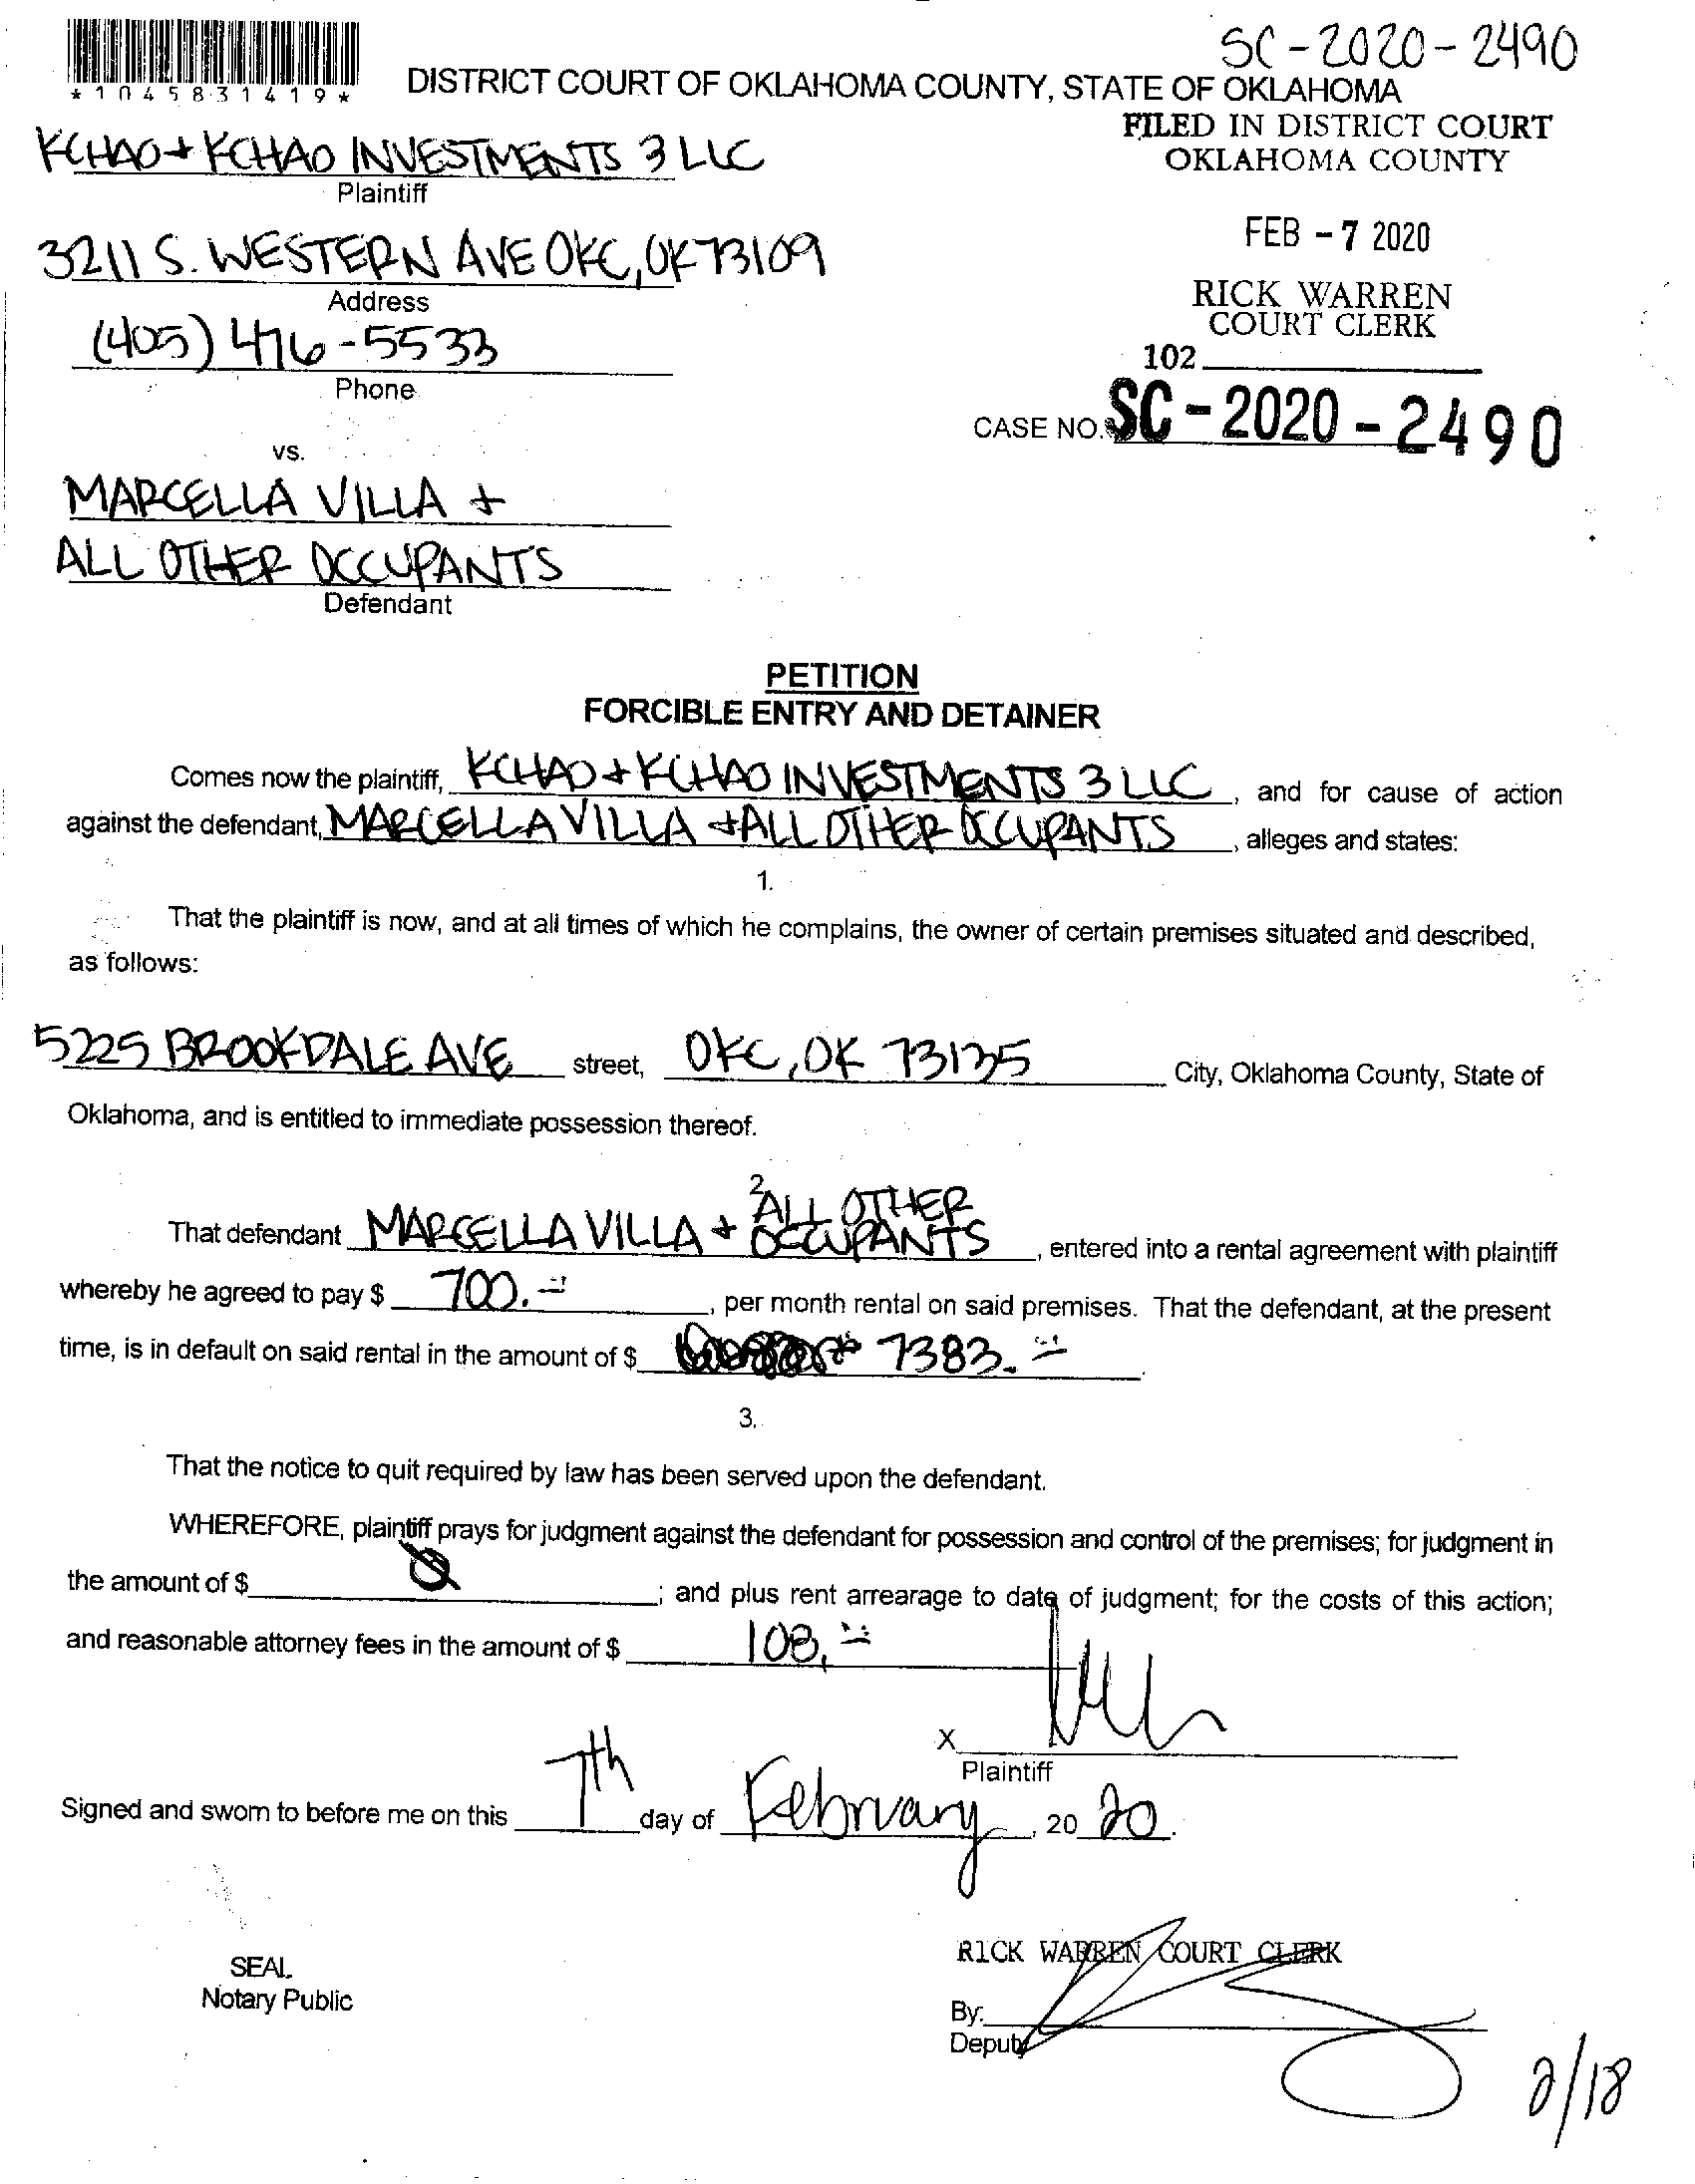 SC-2020-2490
*1045831419*
DISTRICT COURT OF OKLAHOMA COUNTY, STATE OF OKLAHOMA
FILED IN DISTRICT COURT
OKLAHOMA COUNTY
KCHAO + KCHAO INVESTMENTS 3 LLC
Plaintiff
3211 S. WESTERN AVE OKC, OK 73109
Address
FEB -7 2020
RICK WARREN
COURT CLERK
(405) 476-5533
Phone
102
CASE NO. SC-2020-2490
vs.
MARCELLA VILLA +
ALL OTHER OCCUPANTS
Defendant
PETITION
FORCIBLE ENTRY AND DETAINER
Comes now the plaintiff, KCHAO + KCHAO INVESTMENTS 3 LLC, and for cause of action
against the defendant, MARCELLA VILLA + ALL OTHER OCCUPANTS, alleges and states:
1.
That the plaintiff is now, and at all times of which he complains, the owner of certain premises situated and described,
as follows:
5225 BROOKDALE AVE street, OKC, OK 73135 City, Oklahoma County, State of
Oklahoma, and is entitled to immediate possession thereof.
2.
That defendant MARCELLA VILLA + ALL OTHER OCCUPANTS, entered into a rental agreement with plaintiff
whereby he agreed to pay $ 700.-, per month rental on said premises. That the defendant, at the present
time, is in default on said rental in the amount of $ 7383.-.
3.
That the notice to quit required by law has been served upon the defendant.
WHEREFORE, plaintiff prays for judgment against the defendant for possession and control of the premises; for judgment in
the amount of $ ; and plus rent arrearage to date of judgment; for the costs of this action;
and reasonable attorney fees in the amount of $ 108.-
X
Plaintiff
Signed and sworn to before me on this 7th day of February, 20 20.
SEAL
Notary Public
RICK WARREN COURT CLERK
By:
Deputy
2/18